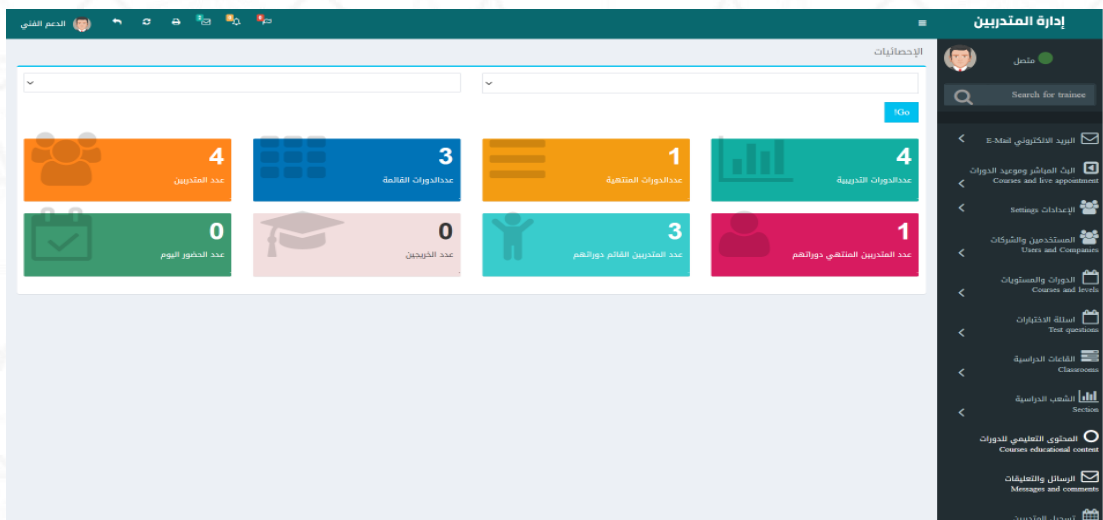 إدارة المتدربين
الدعم الفني
متصل
Search for trainee
البريد الالكتروني E-Mail
البث المباشر وموعيد الدورات
Courses and live appointment
الإعدادات Settings
المستخدمين والشركات
Users and Companies
الدورات والمستويات
Courses and levels
اسئلة الاختبارات
Test questions
القاعات الدراسية
Classrooms
الشعب الدراسية
Section
المحتوى التعليمي للدورات
Courses educational content
الرسائل والتعليقات
Messages and comments
تسجيل المتدربين
الإحصائيات
!Go
4
عددالدورات التدريبية
1
عددالدورات المنتهية
3
عددالدورات القائمة
4
عدد المتدربين
1
عدد المتدربين المنتهي دوراتهم
3
عدد المتدربين القائم دوراتهم
0
عدد الخريجين
0
عدد الحضور اليوم